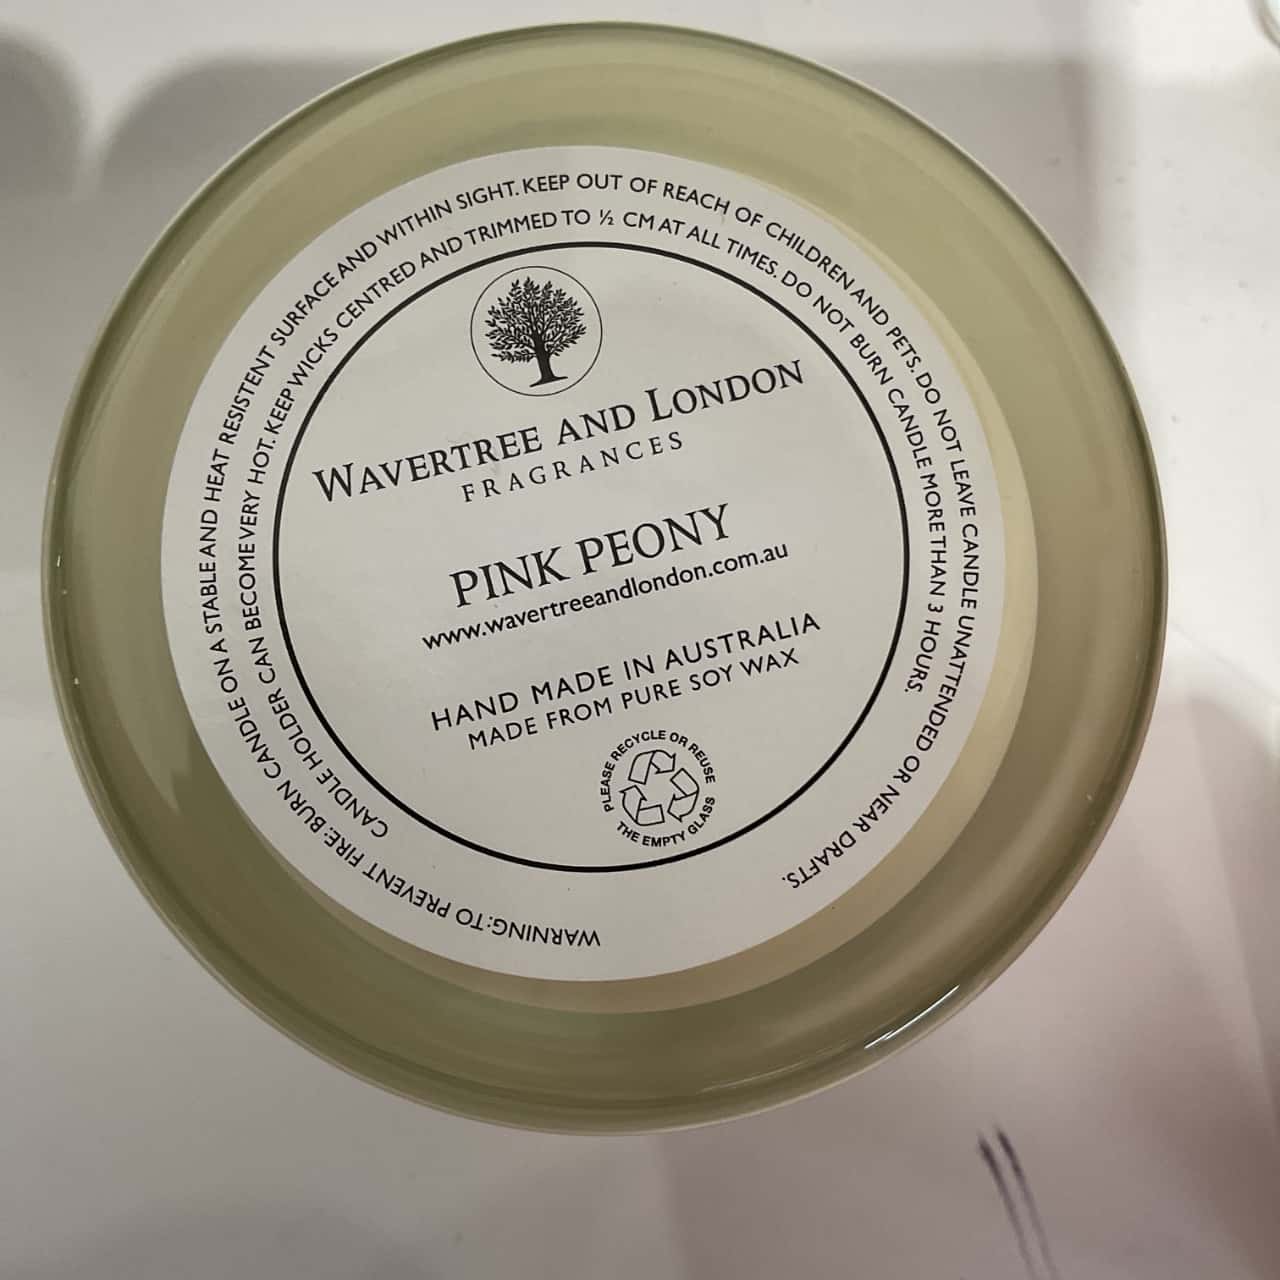 WARNING: TO PREVENT FIRE: BURN CANDLE ON A STABLE AND HEAT RESISTENT SURFACE AND WITHIN SIGHT. KEEP OUT OF REACH OF CHILDREN AND PETS. DO NOT LEAVE CANDLE UNATTENDED OR NEAR DRAFTS.
CANDLE HOLDER CAN BECOME VERY HOT. KEEP WICKS CENTRED AND TRIMMED TO ½ CM AT ALL TIMES. DO NOT BURN CANDLE MORE THAN 3 HOURS.
WAVERTREE AND LONDON
FRAGRANCES
PINK PEONY
www.wavertreeandlondon.com.au
HAND MADE IN AUSTRALIA
MADE FROM PURE SOY WAX
PLEASE RECYCLE OR REUSE
THE EMPTY GLASS